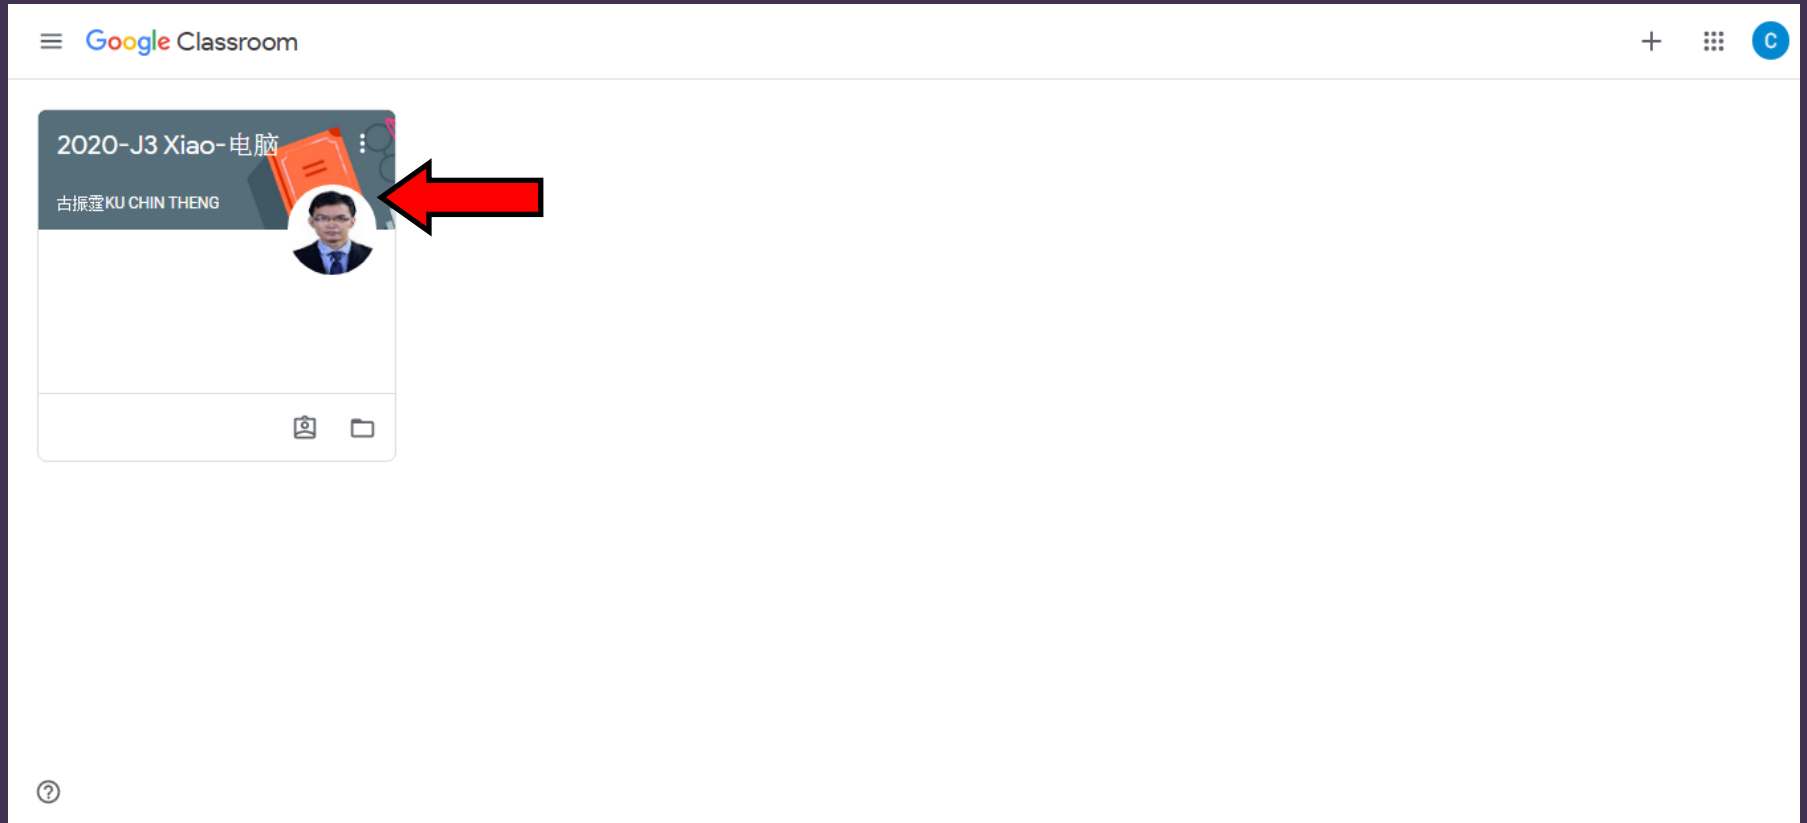 Google Classroom
C
2020-J3 Xiao-电脑
古振霆KU CHIN THENG